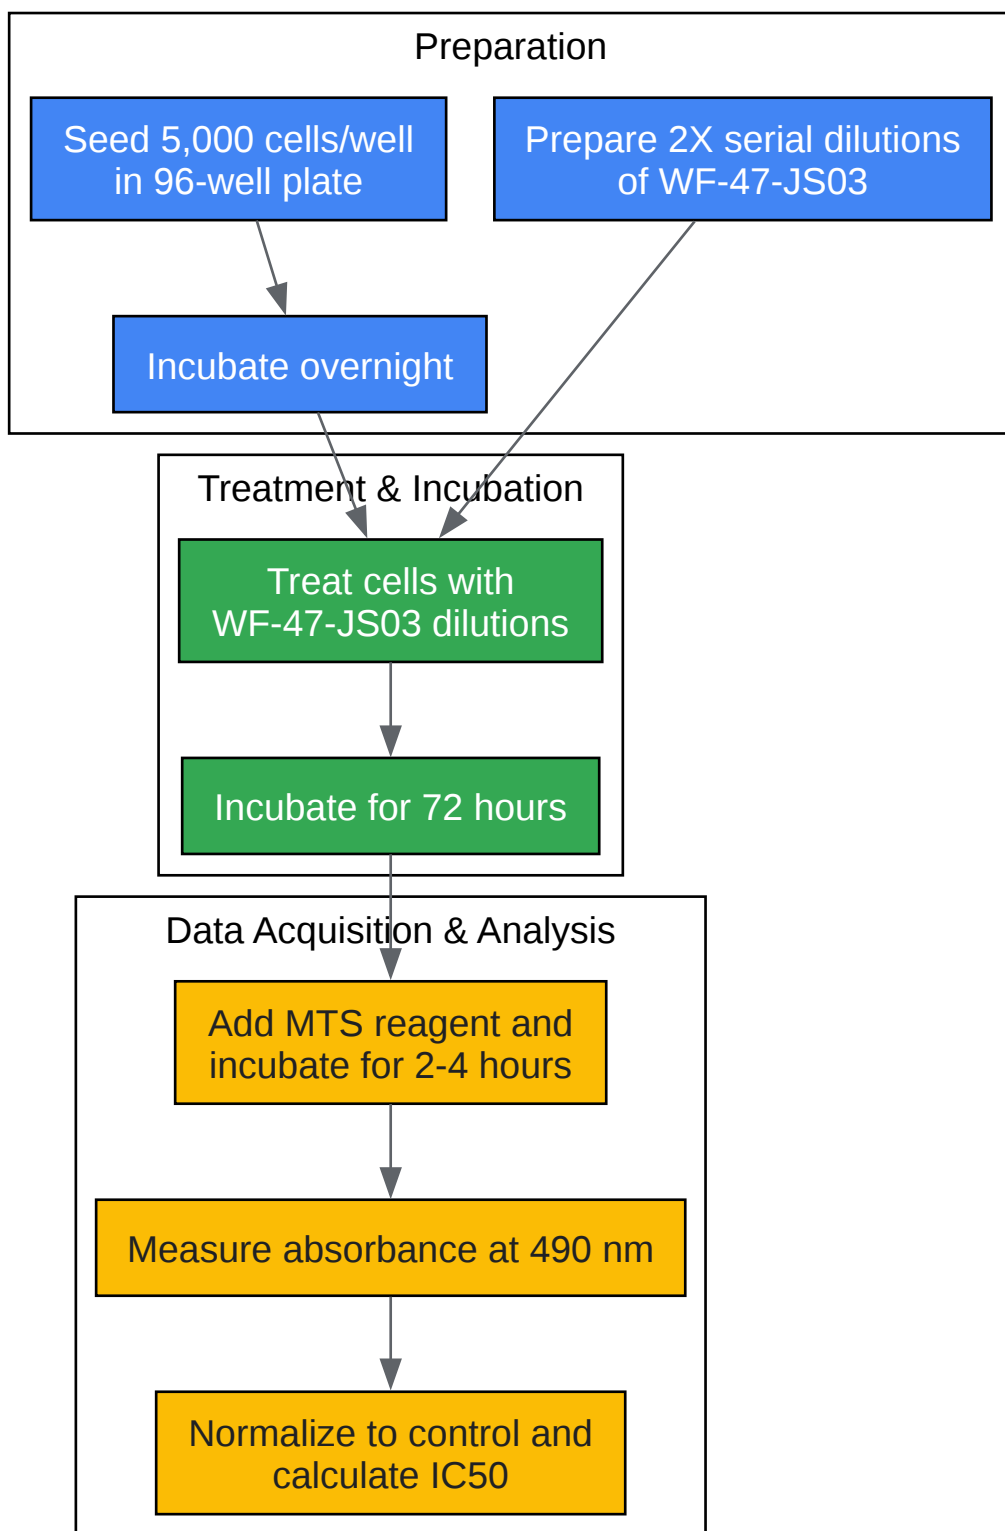 Preparation
Seed 5,000 cells/well
in 96-well plate
Prepare 2X serial dilutions
of WF-47-JS03
Incubate overnight
Treatment & Incubation
Treat cells with
WF-47-JS03 dilutions
Incubate for 72 hours
Data Acquisition & Analysis
Add MTS reagent and
incubate for 2-4 hours
Measure absorbance at 490 nm
Normalize to control and
calculate IC50